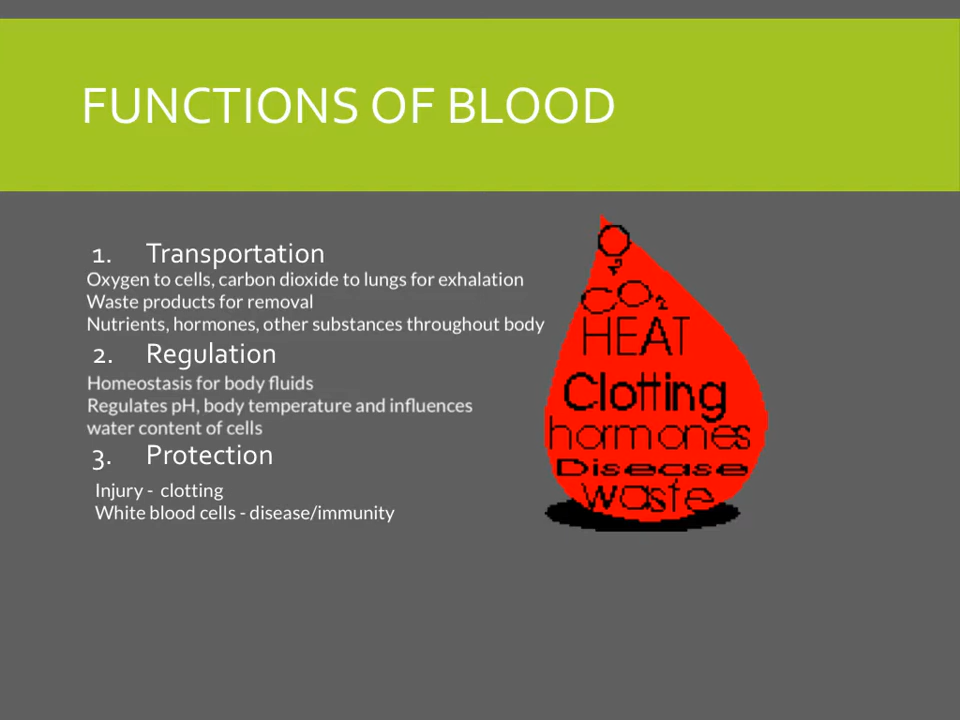 FUNCTIONS OF BLOOD
1. Transportation
Oxygen to cells, carbon dioxide to lungs for exhalation
Waste products for removal
Nutrients, hormones, other substances throughout body
2. Regulation
Homeostasis for body fluids
Regulates pH, body temperature and influences
water content of cells
3. Protection
Injury - clotting
White blood cells - disease/immunity
O2
CO2
HEAT
Clotting
hormones
Disease
waste